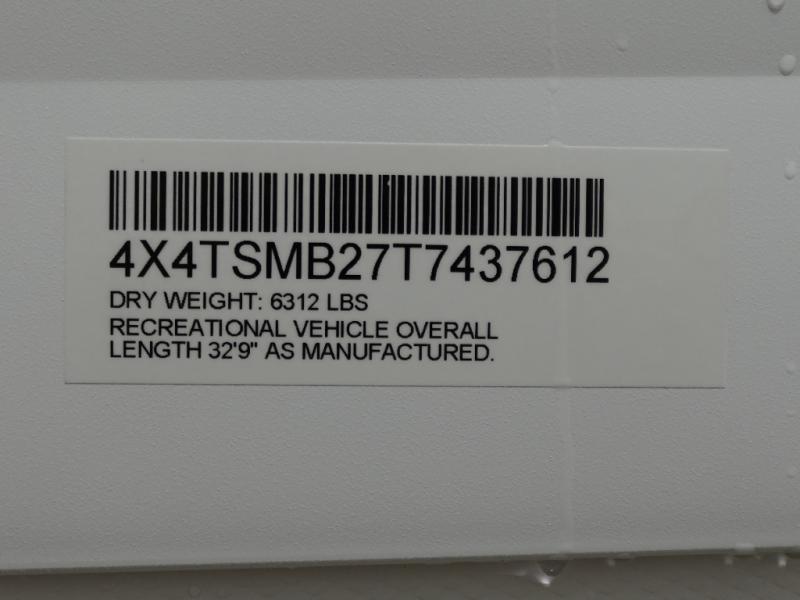 4X4TSMB27T7437612
DRY WEIGHT: 6312 LBS
RECREATIONAL VEHICLE OVERALL
LENGTH 32'9" AS MANUFACTURED.